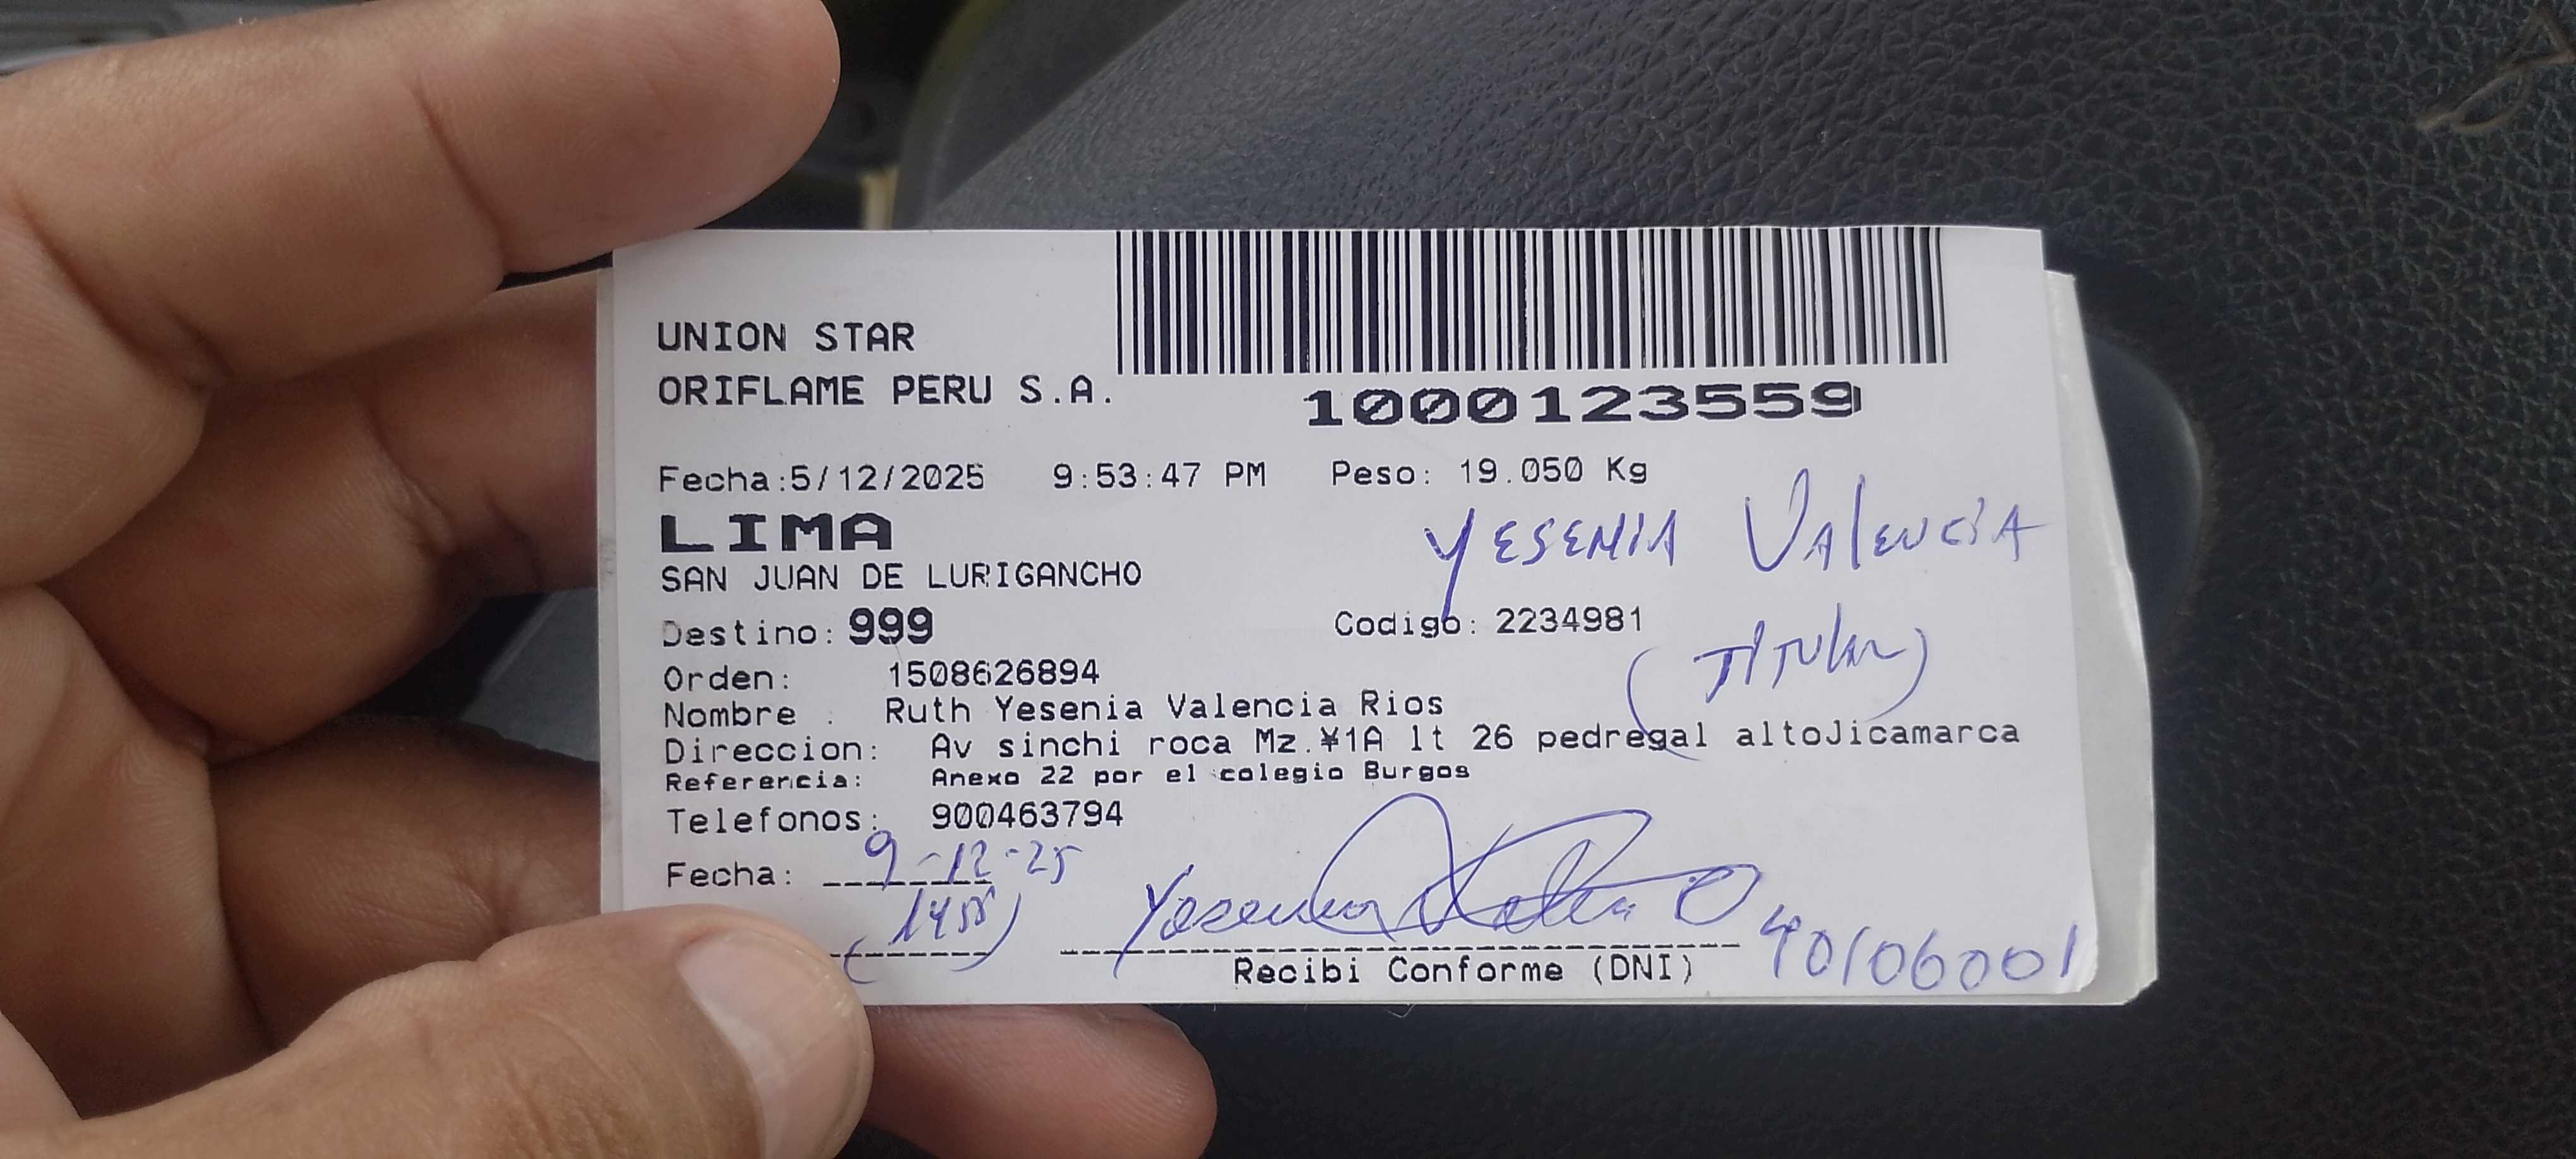 UNION STAR
ORIFLAME PERU S.A.
1000123559
Fecha:5/12/2025 9:53:47 PM Peso: 19.050 Kg
LIMA
YESENIA VALENCIA
SAN JUAN DE LURIGANCHO
Destino: 999 Codigo: 2234981
(TITULAR)
Orden: 1508626894
Nombre : Ruth Yesenia Valencia Rios
Direccion: Av sinchi roca Mz.¥1A lt 26 pedregal altoJicamarca
Referencia: Anexo 22 por el colegio Burgos
Telefonos: 900463794
Fecha: 9-12-25
Yesenia
Recibi Conforme (DNI) 40106001